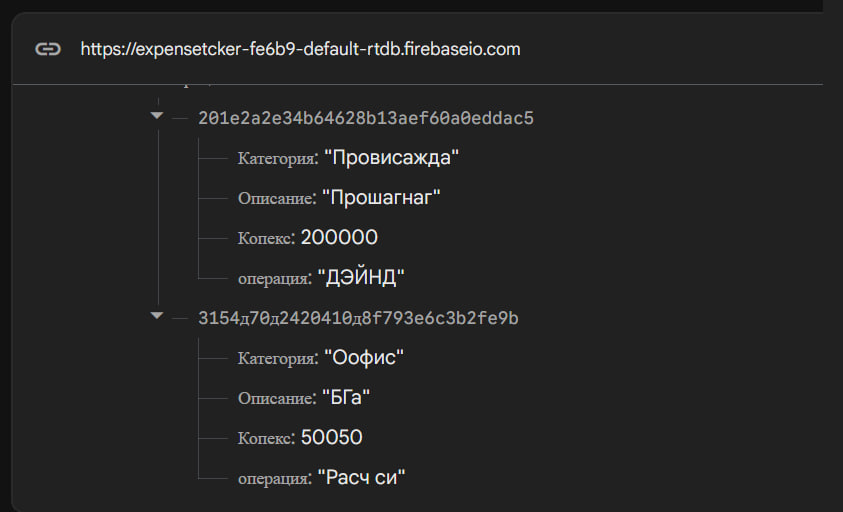 https://expensetcker-fe6b9-default-rtdb.firebaseio.com
201e2a2e34b64628b13aef60a0eddac5
Категория: "Провисажда"
Описание: "Прошагнаг"
Копекс: 200000
операция: "ДЭЙНД"
3154д70д2420410д8f793e6c3b2fe9b
Категория: "Оофис"
Описание: "БГа"
Копекс: 50050
операция: "Расч си"